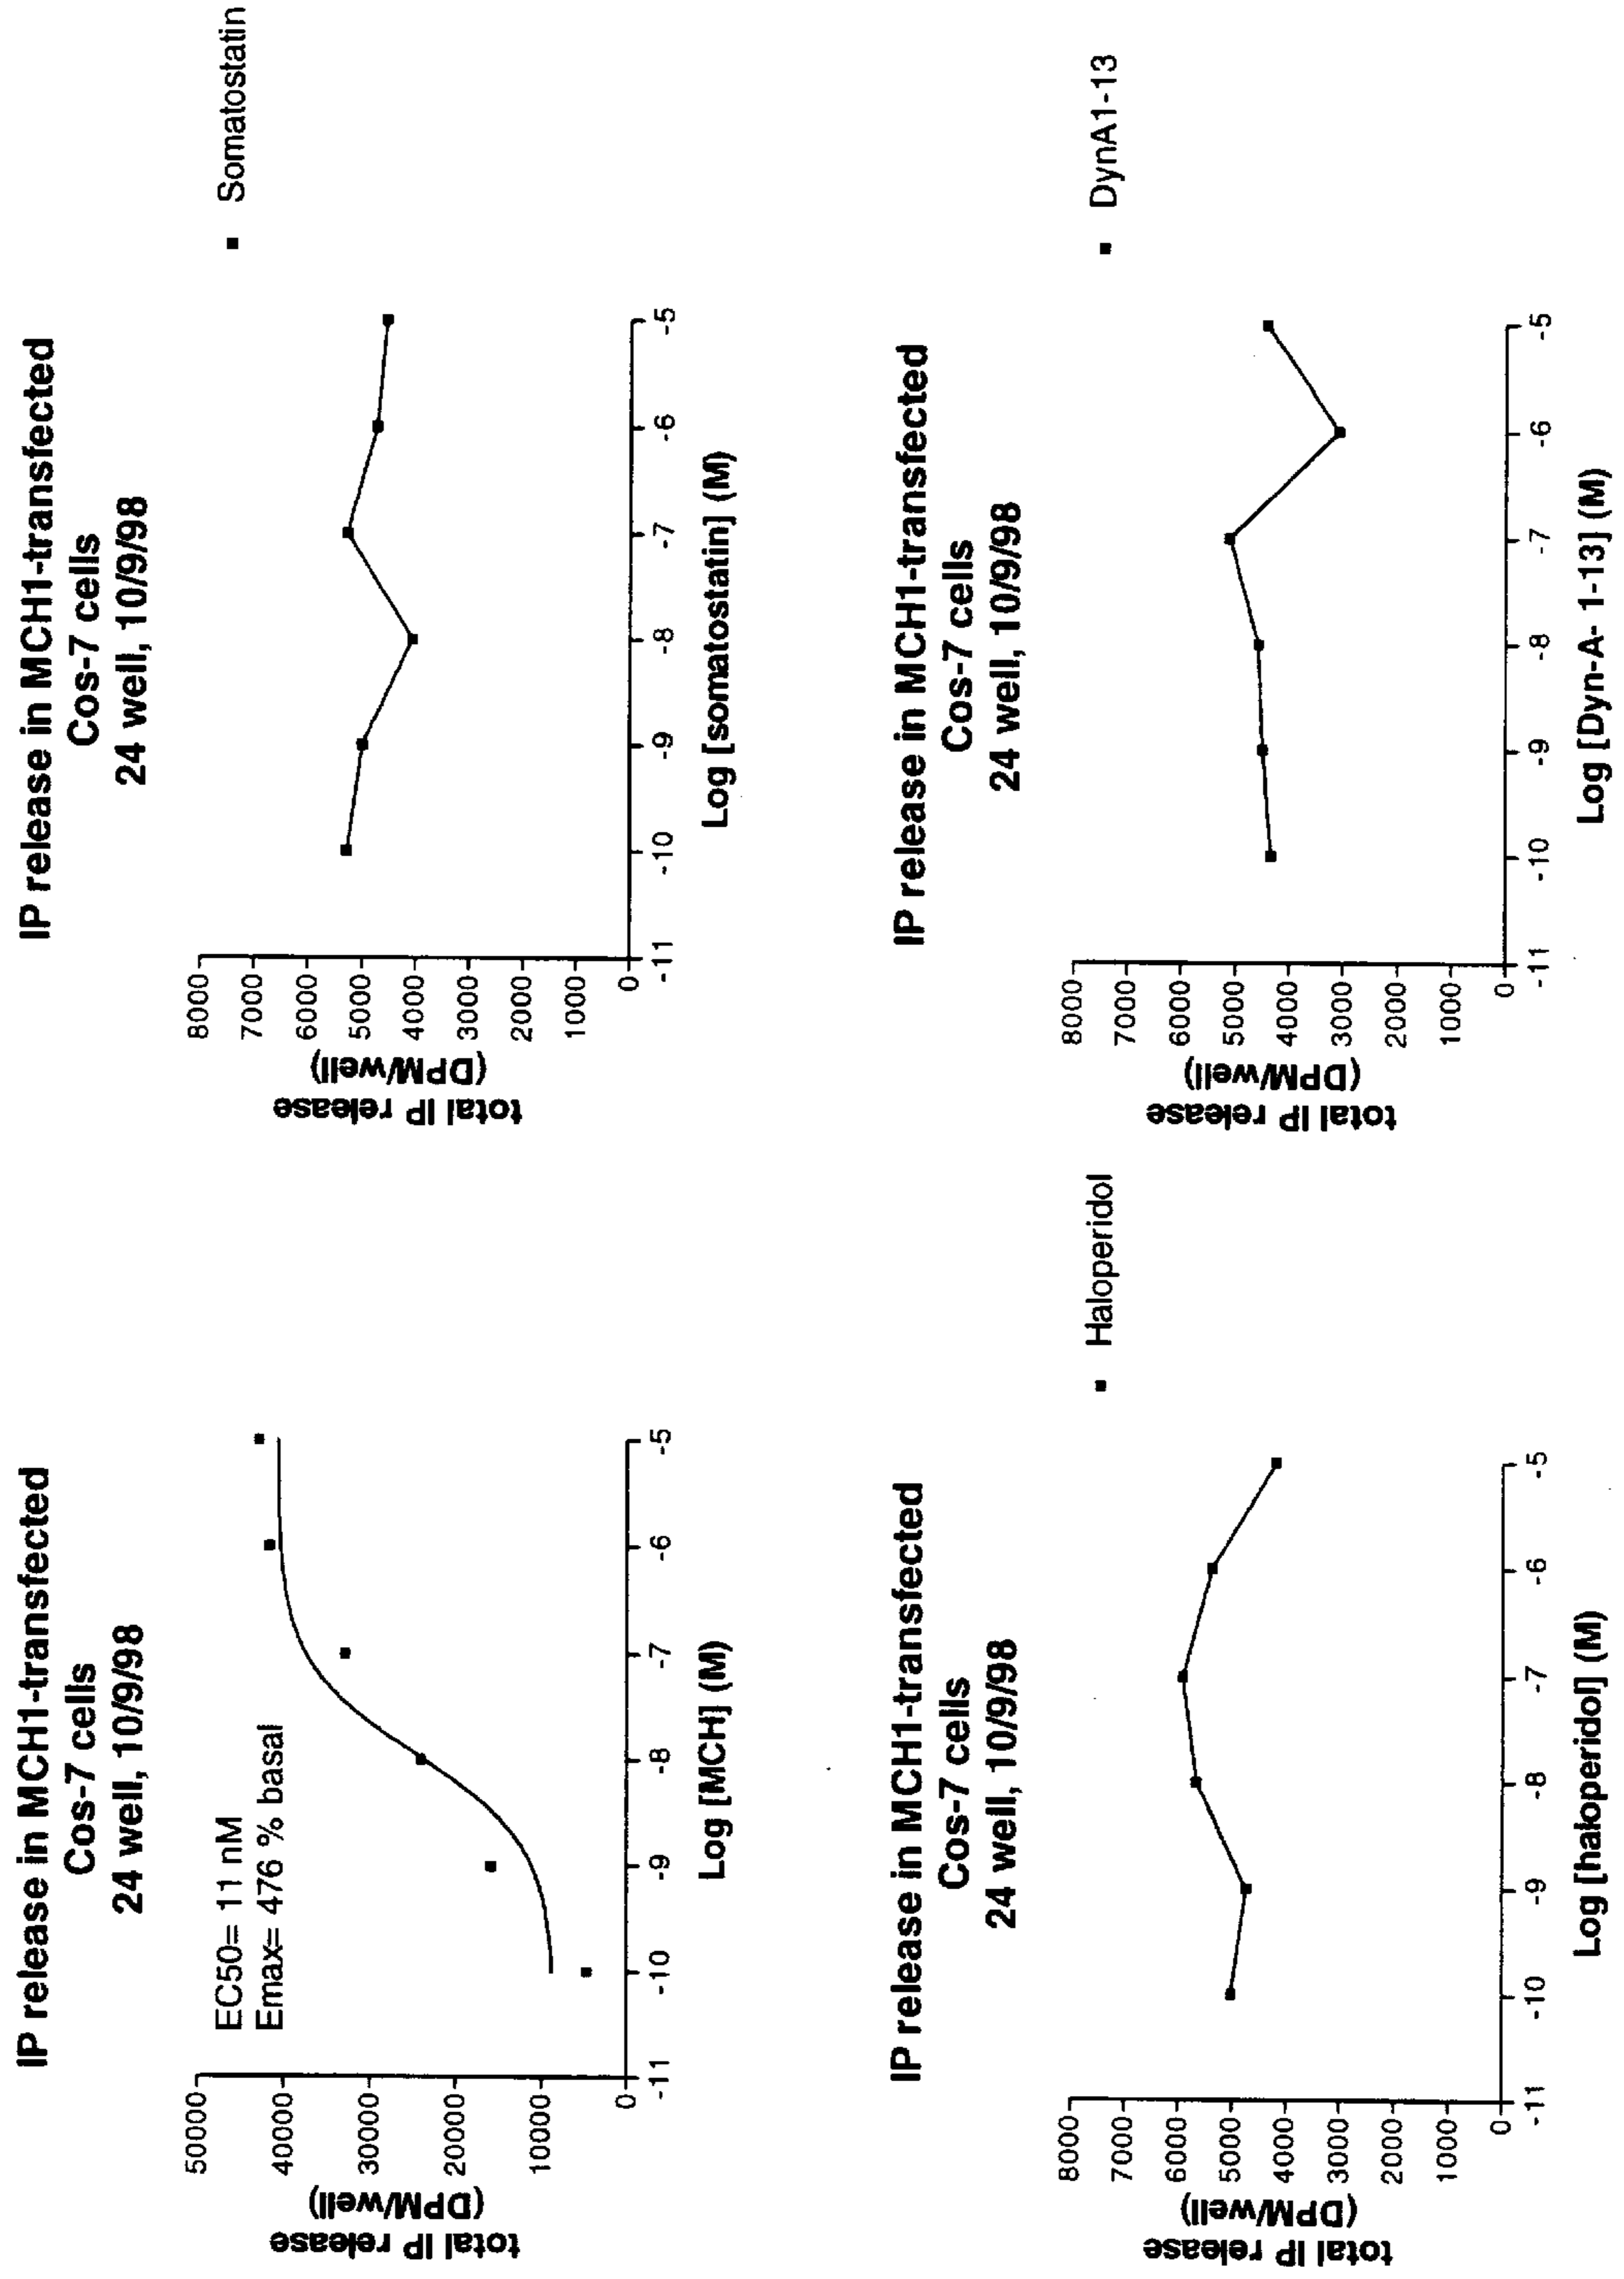 IP release in MCH1-transfected
Cos-7 cells
24 well, 10/9/98
EC50= 11 nM
Emax= 476 % basal
total IP release
(DPM/well)
50000
40000
30000
20000
10000
0
-11
-10
-9
-8
-7
-6
-5
Log [MCH] (M)
IP release in MCH1-transfected
Cos-7 cells
24 well, 10/9/98
Somatostatin
total IP release
(DPM/well)
8000
7000
6000
5000
4000
3000
2000
1000
0
-11
-10
-9
-8
-7
-6
-5
Log [somatostatin] (M)
IP release in MCH1-transfected
Cos-7 cells
24 well, 10/9/98
Haloperidol
total IP release
(DPM/well)
8000
7000
6000
5000
4000
3000
2000
1000
0
-11
-10
-9
-8
-7
-6
-5
Log [haloperidol] (M)
IP release in MCH1-transfected
Cos-7 cells
24 well, 10/9/98
DynA1-13
total IP release
(DPM/well)
8000
7000
6000
5000
4000
3000
2000
1000
0
-11
-10
-9
-8
-7
-6
-5
Log [Dyn-A- 1-13] (M)